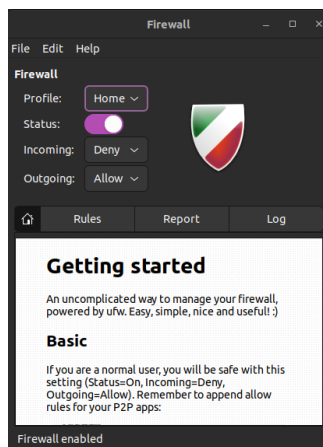 Firewall
File Edit Help
Firewall
Profile: Home
Status:
Incoming: Deny
Outgoing: Allow
Rules Report Log
Getting started
An uncomplicated way to manage your firewall,
powered by ufw. Easy, simple, nice and useful! :)
Basic
If you are a normal user, you will be safe with this
setting (Status=On, Incoming=Deny,
Outgoing=Allow). Remember to append allow
rules for your P2P apps:
Firewall enabled